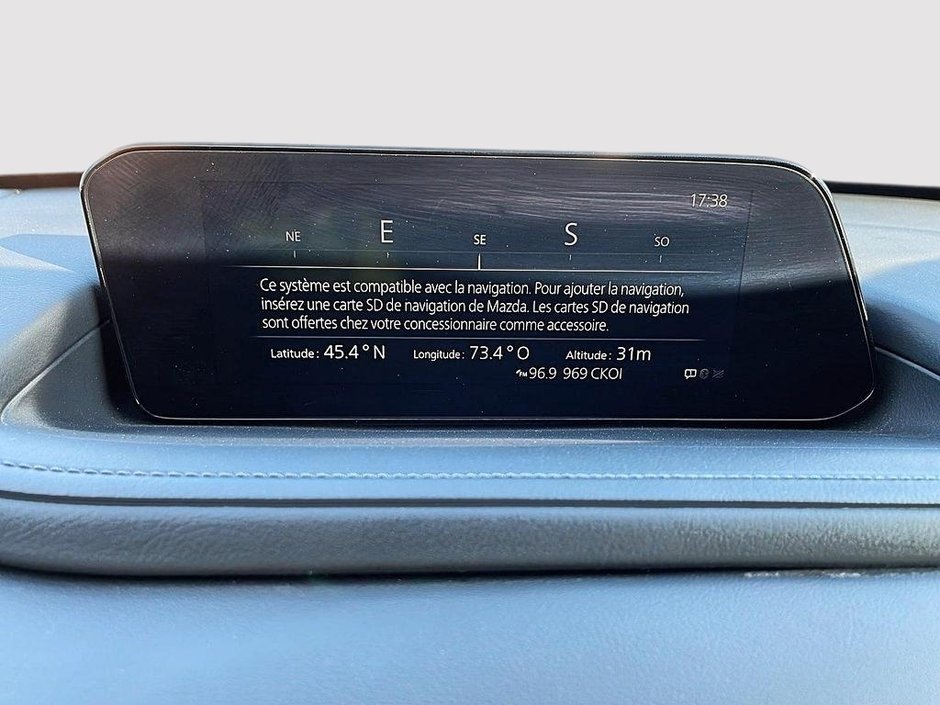 17:38
NE E SE S SO
Ce système est compatible avec la navigation. Pour ajouter la navigation,
insérez une carte SD de navigation de Mazda. Les cartes SD de navigation
sont offertes chez votre concessionnaire comme accessoire.
Latitude : 45.4° N Longitude : 73.4° O Altitude : 31m
FM 96.9 969 CKOI